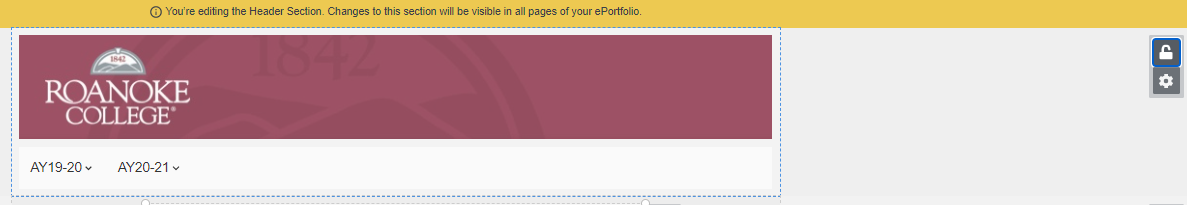 You're editing the Header Section. Changes to this section will be visible in all pages of your ePortfolio.
1842
1842
ROANOKE
COLLEGE®
AY19-20
AY20-21